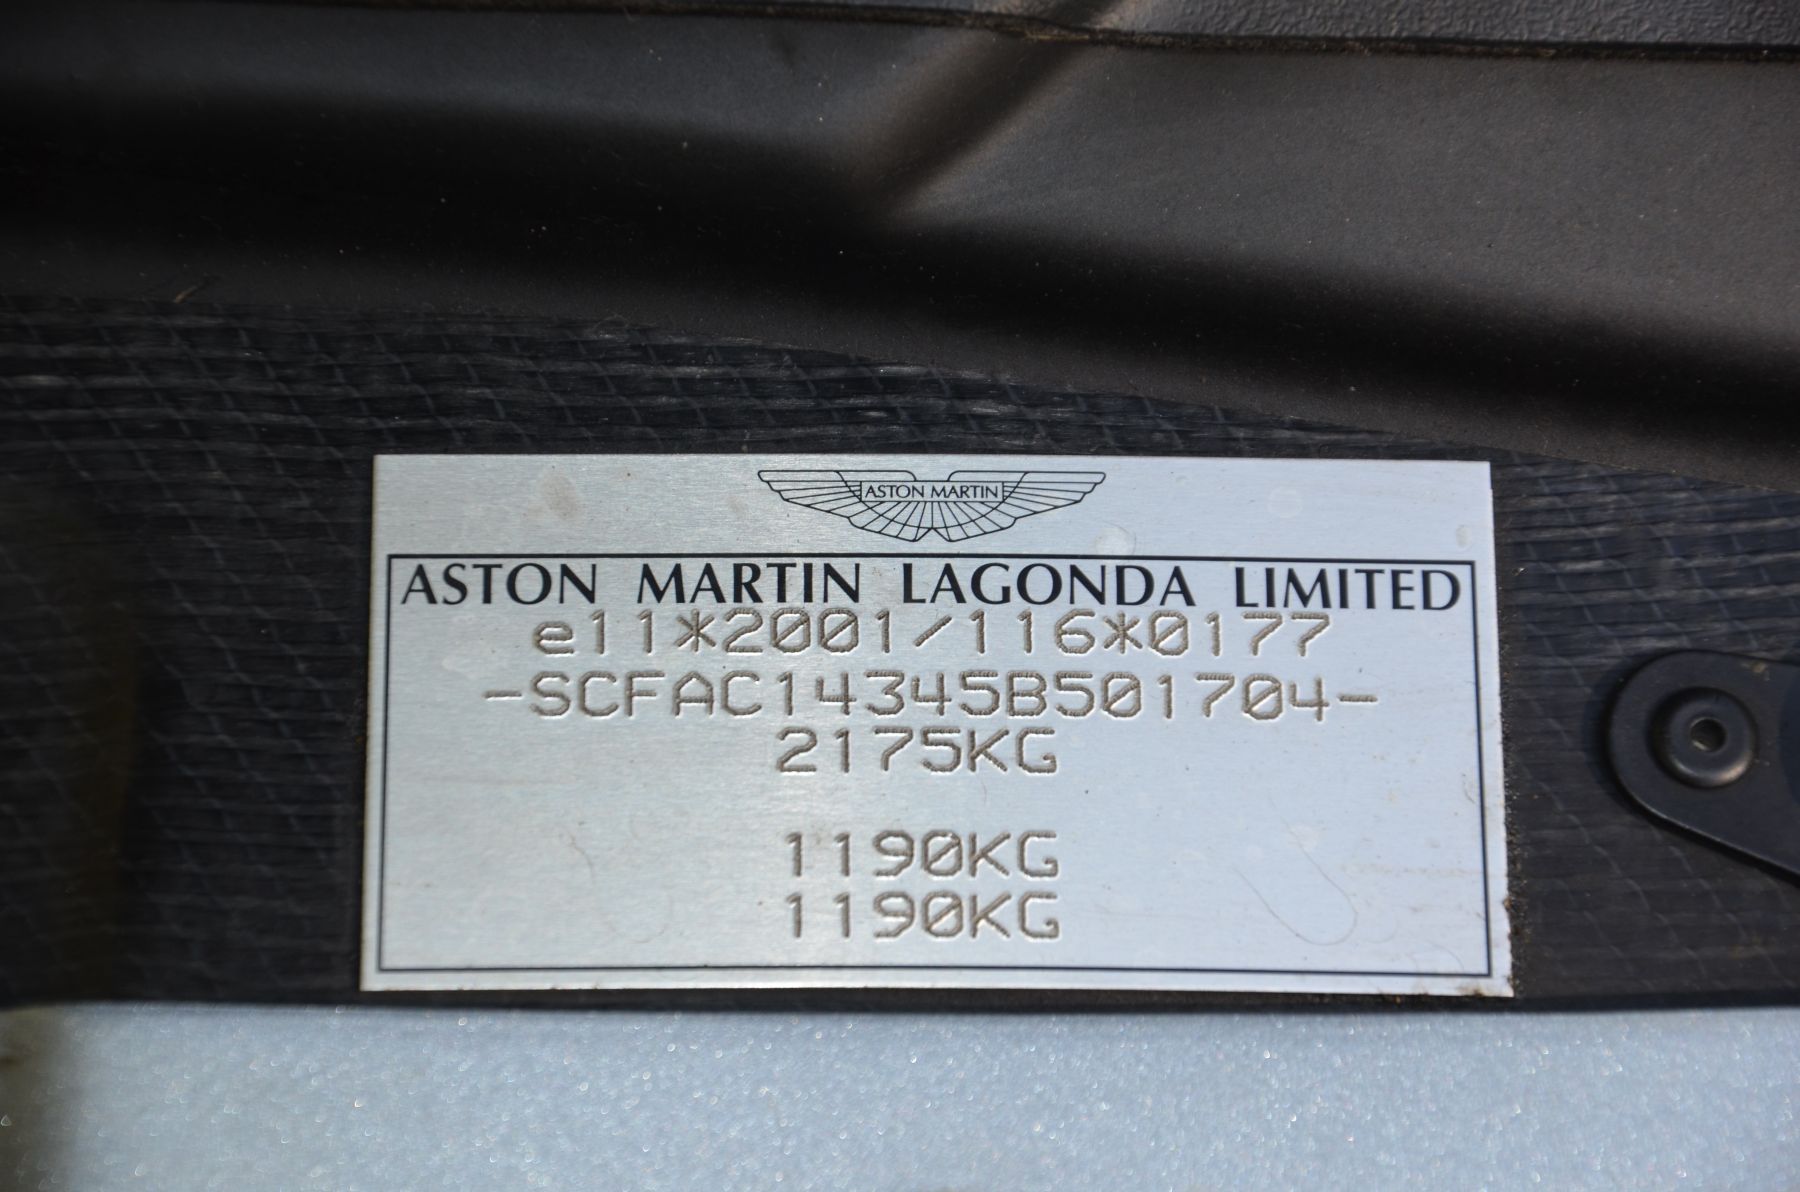 ASTON MARTIN
ASTON MARTIN LAGONDA LIMITED
e11*2001/116*0177
-SCFAC14345B501704-
2175KG
1190KG
1190KG